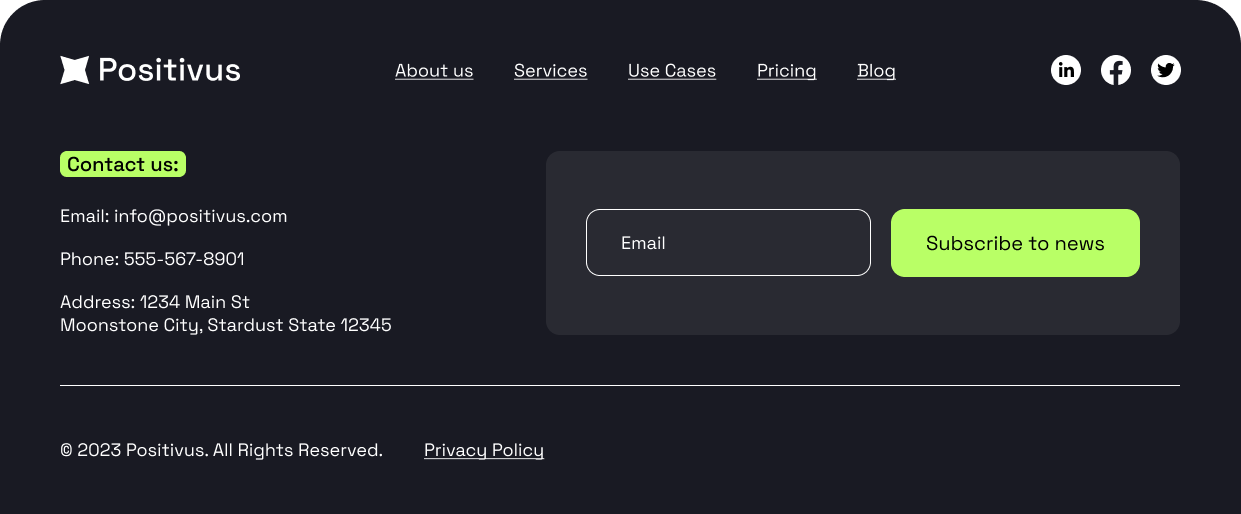 Positivus
About us
Services
Use Cases
Pricing
Blog
in
Contact us:
Email: info@positivus.com
Phone: 555-567-8901
Address: 1234 Main St
Moonstone City, Stardust State 12345
Email
Subscribe to news
© 2023 Positivus. All Rights Reserved.
Privacy Policy